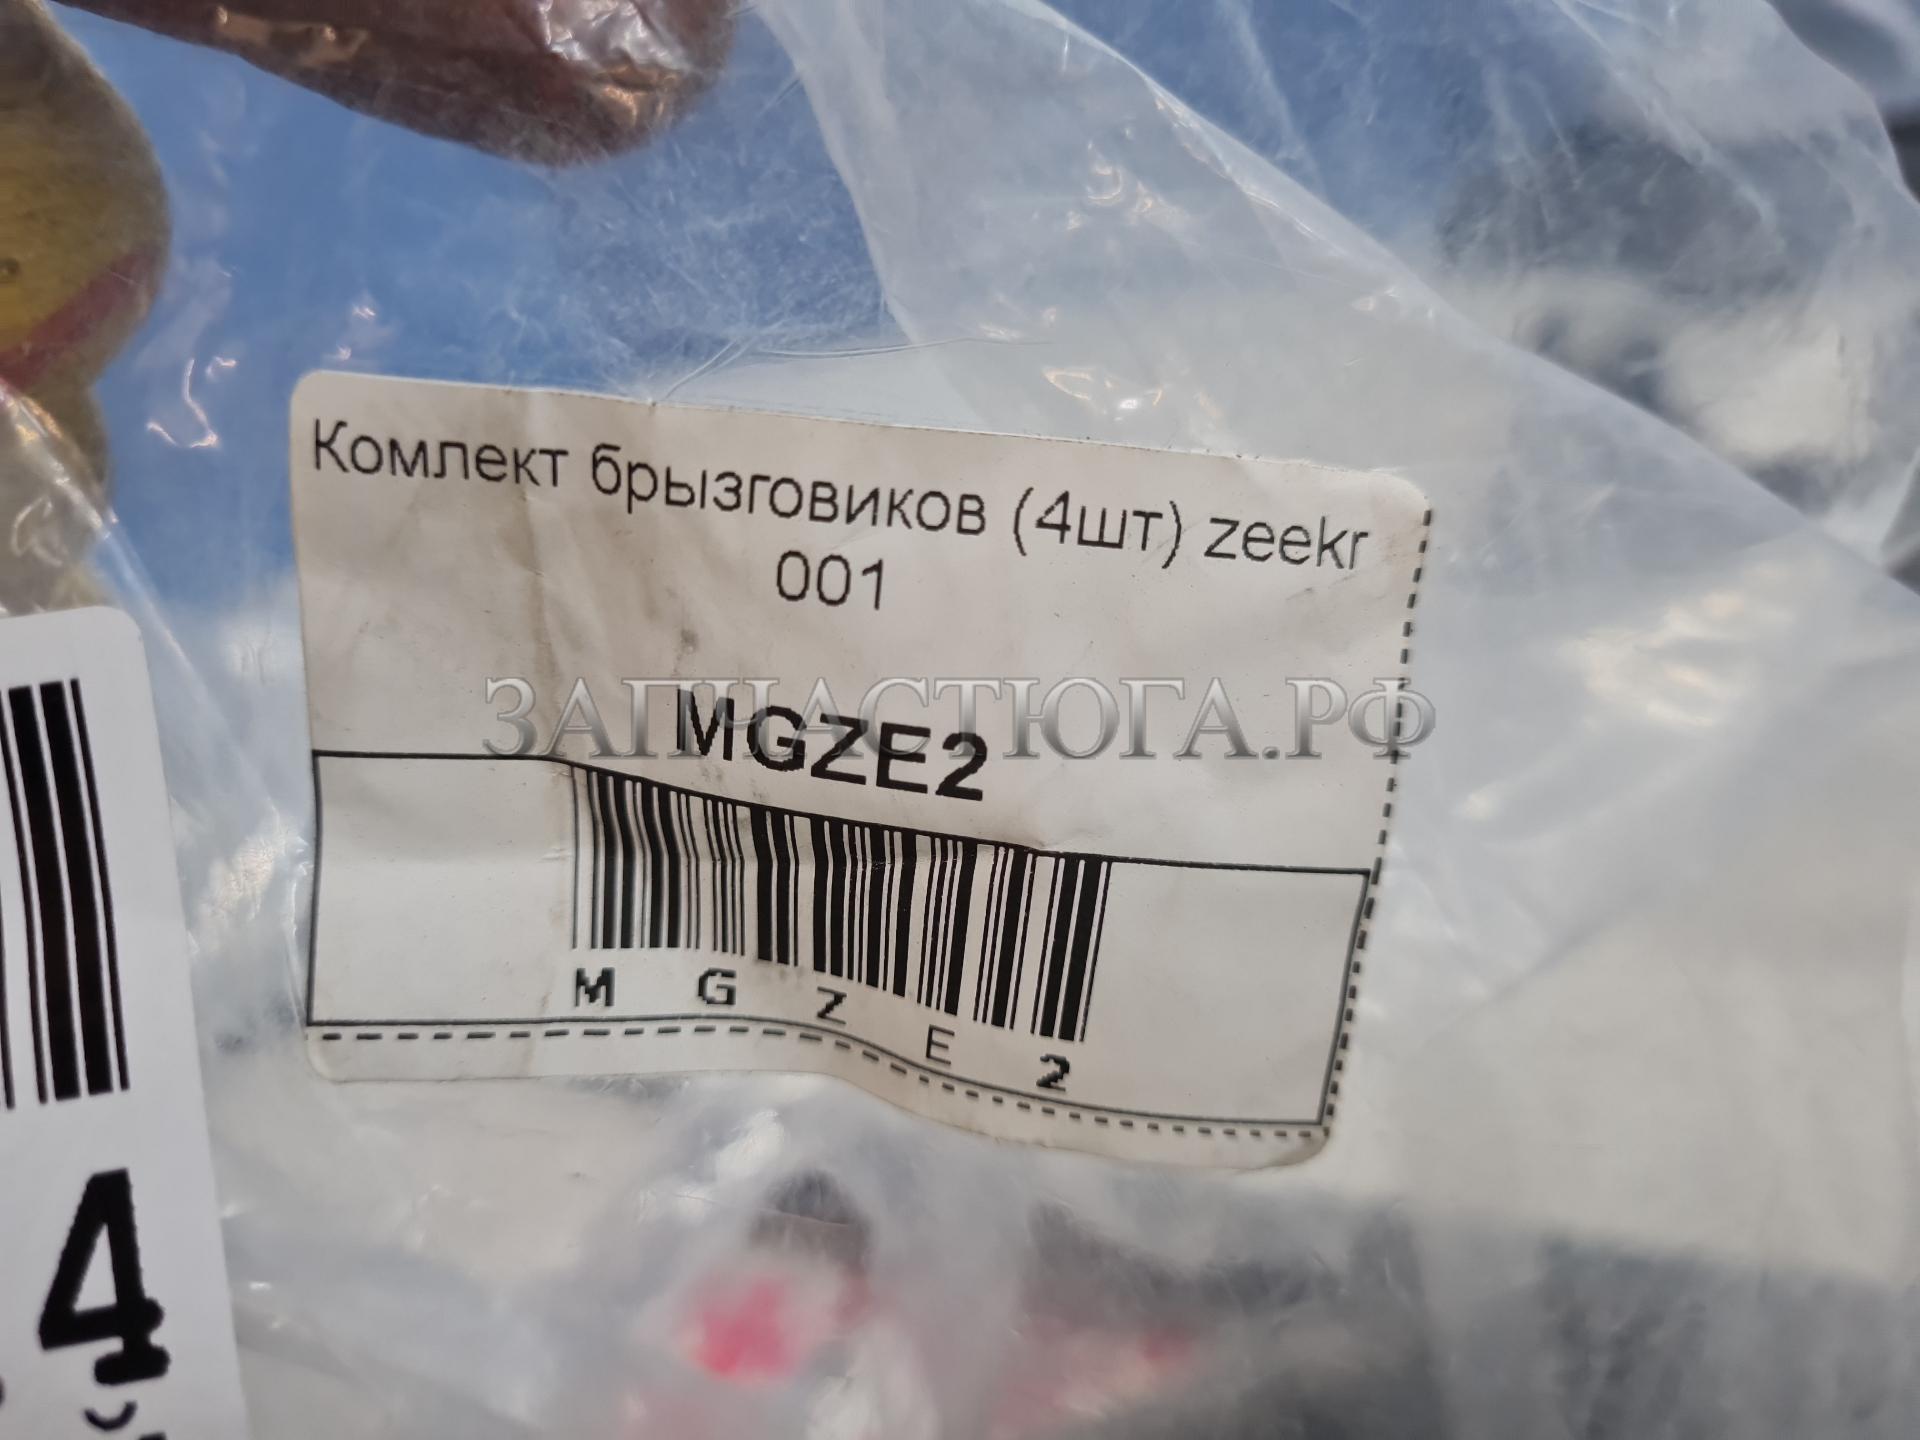 Комлект брызговиков (4шт) zeekr
001
ЗАПЧАСТЮГА.РФ
MGZE2
M G Z E 2
4